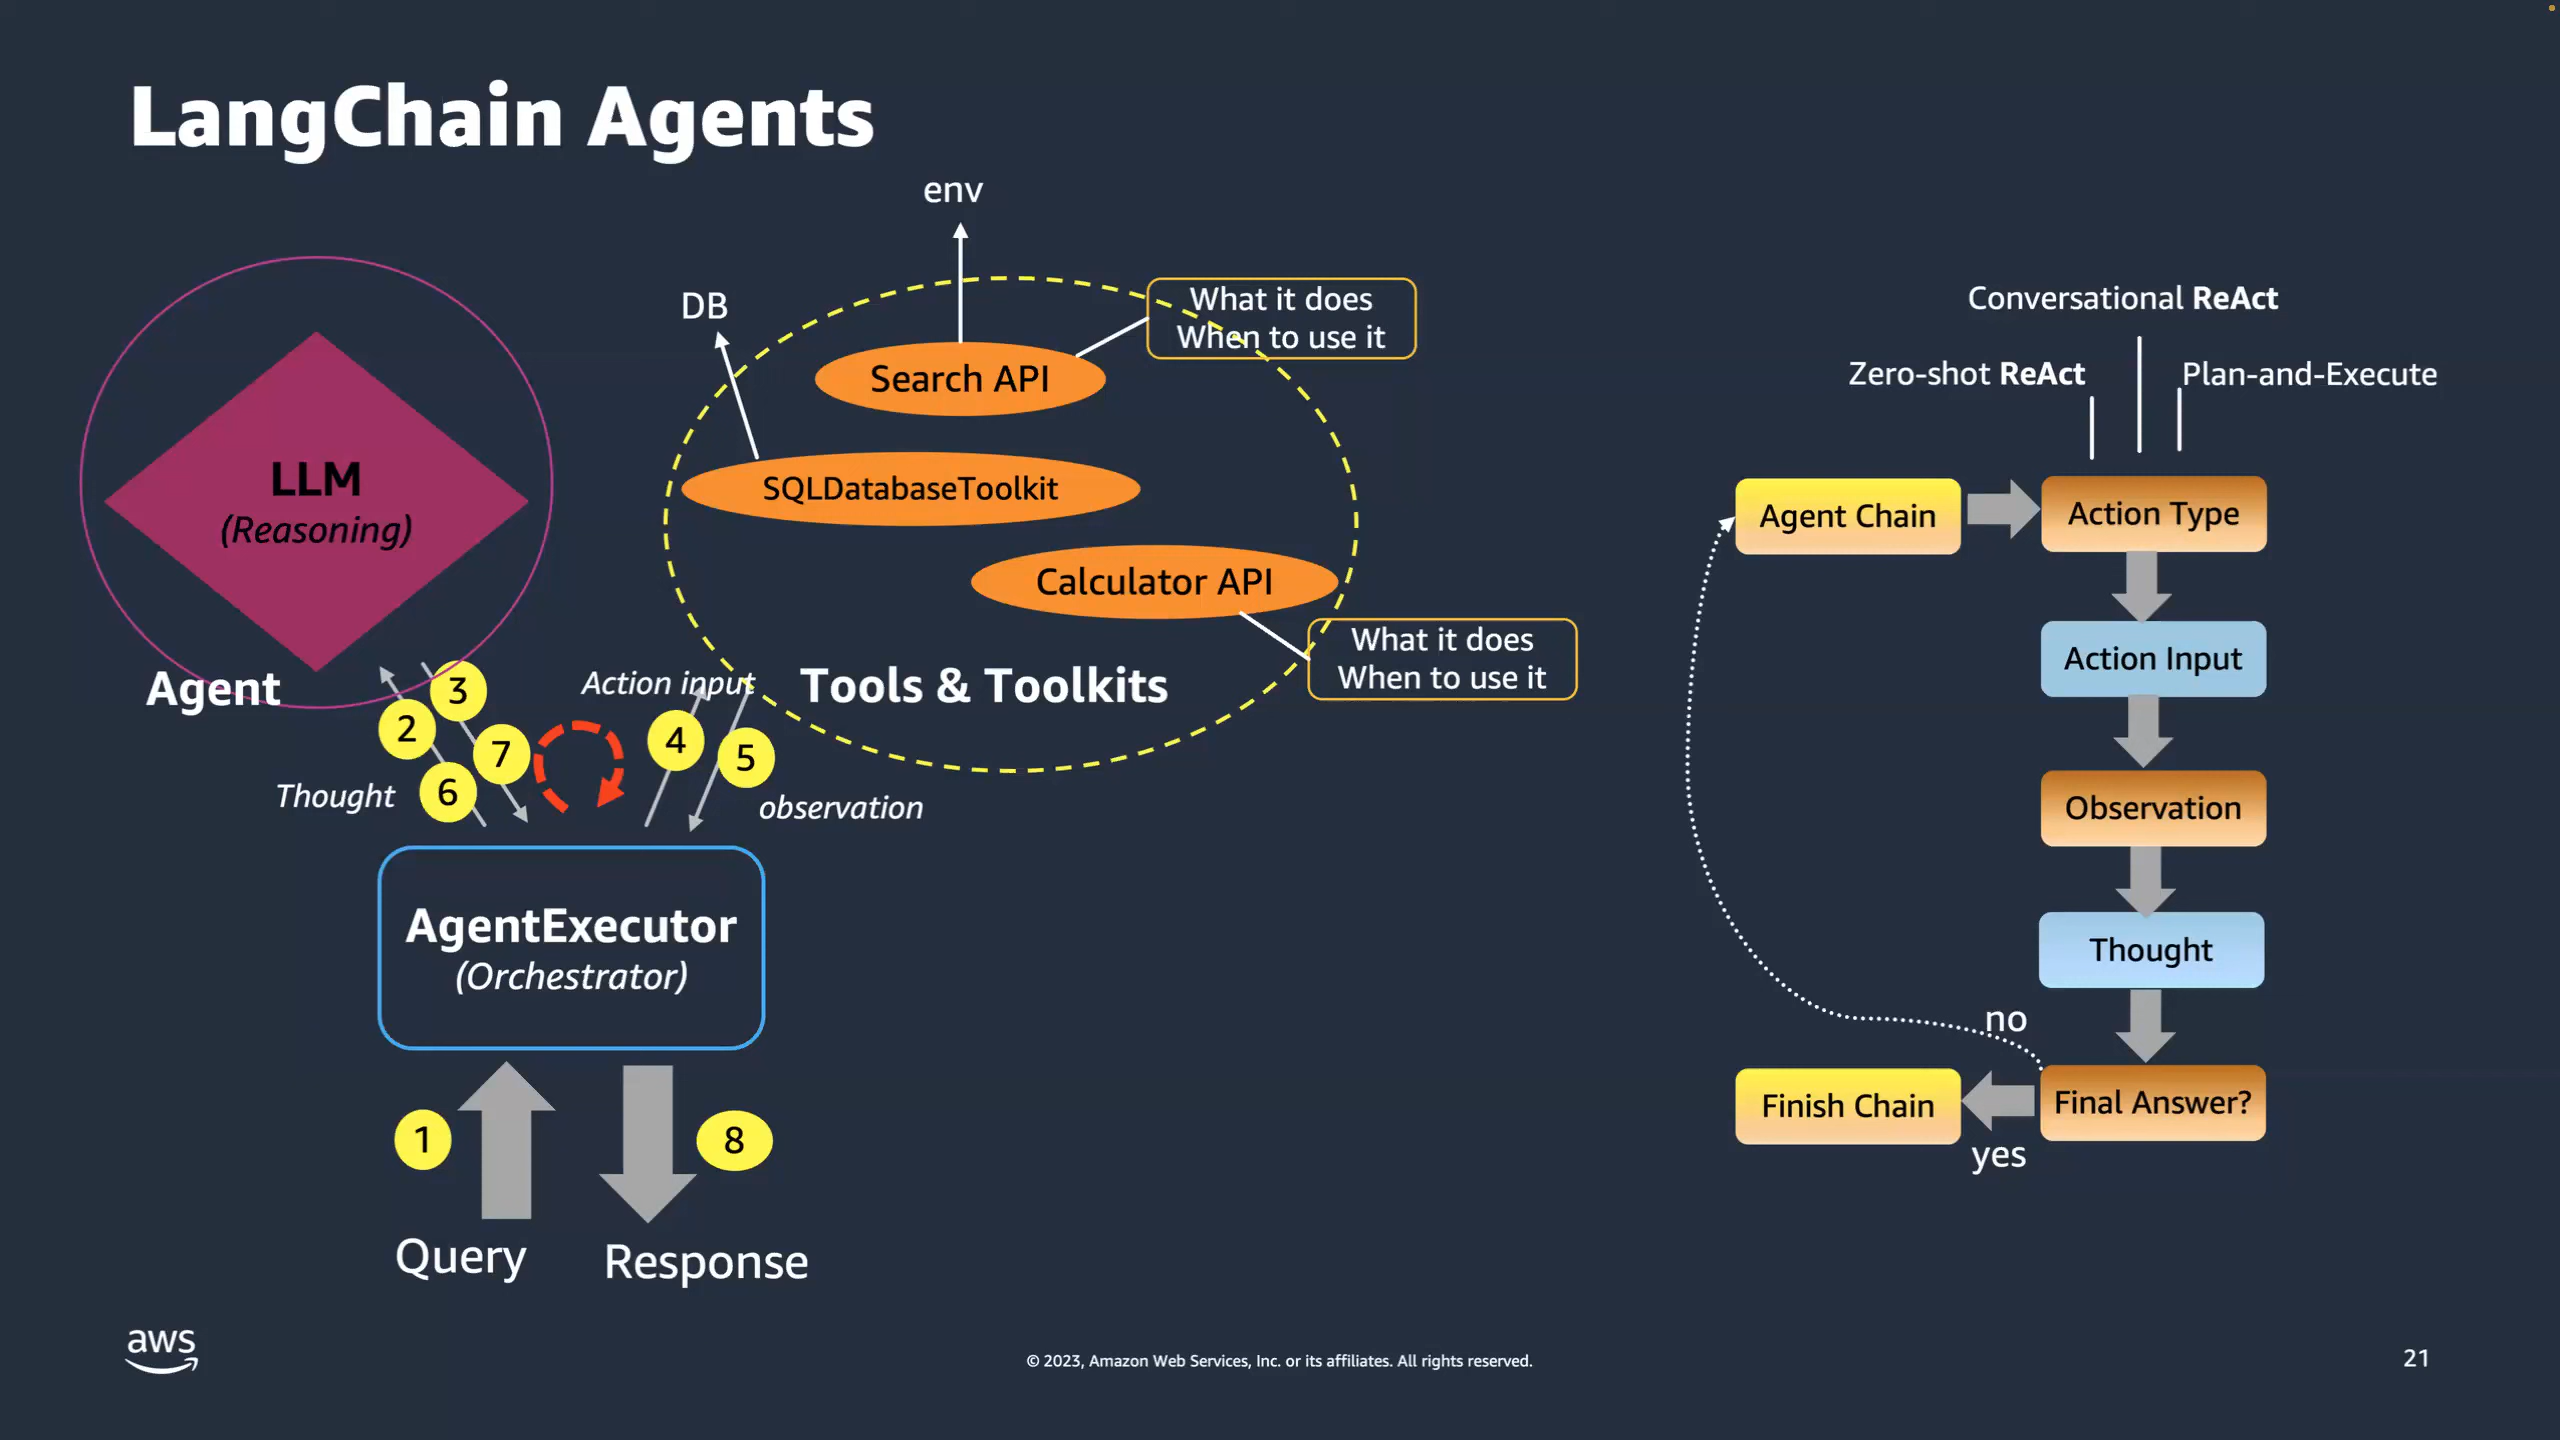 LangChain Agents
env
DB
What it does
When to use it
Search API
SQLDatabaseToolkit
Calculator API
What it does
When to use it
Tools & Toolkits
LLM
(Reasoning)
Agent
3
2
7
6
Thought
Action input
4
5
observation
AgentExecutor
(Orchestrator)
1
8
Query
Response
Conversational ReAct
Zero-shot ReAct
Plan-and-Execute
Agent Chain
Action Type
Action Input
Observation
Thought
no
Final Answer?
Finish Chain
yes
aws
© 2023, Amazon Web Services, Inc. or its affiliates. All rights reserved.
21